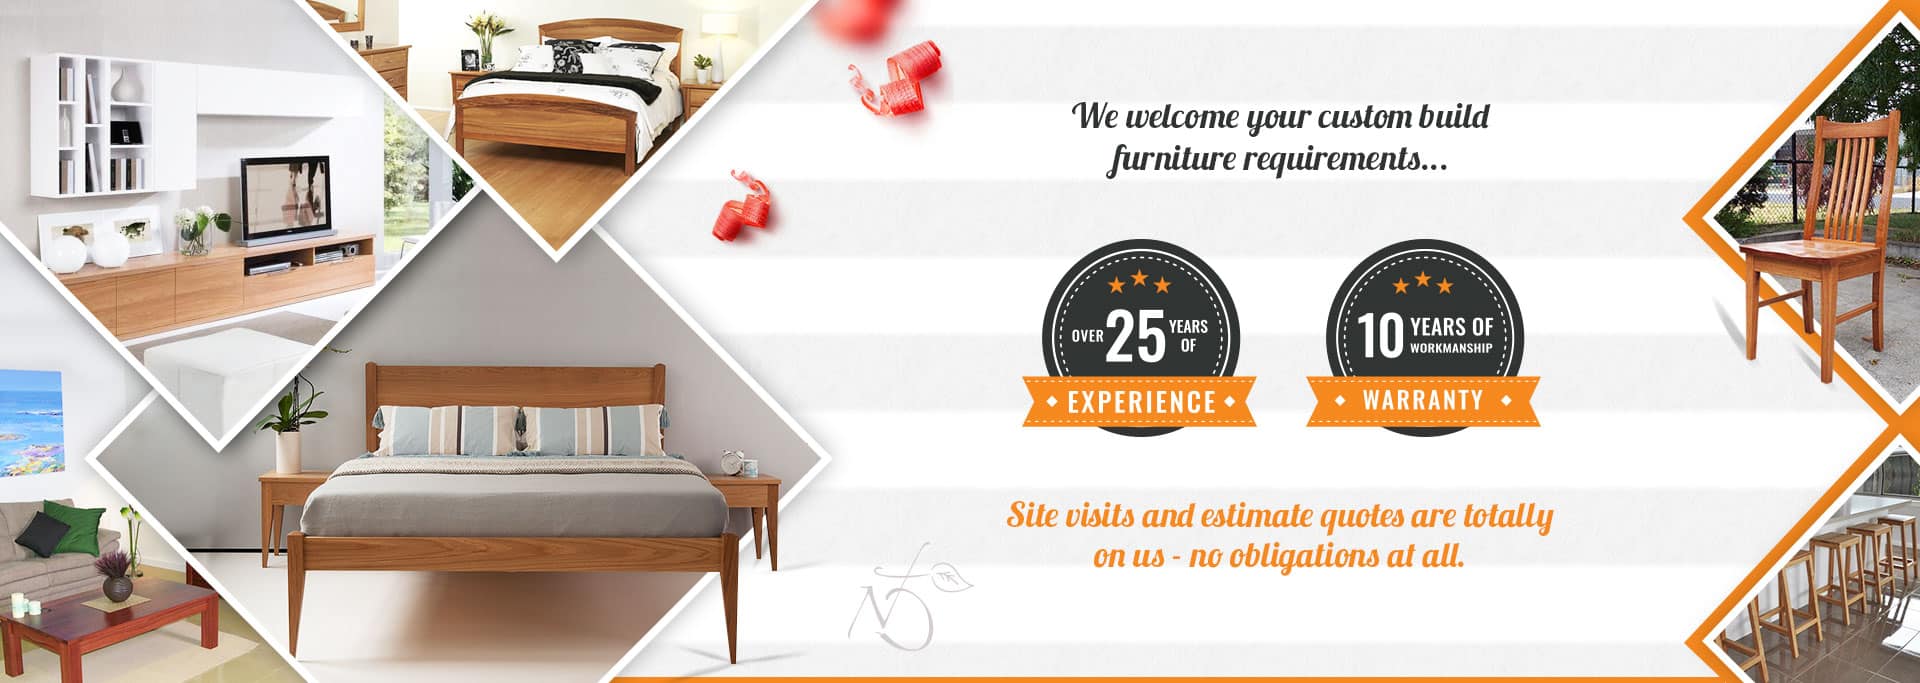 We welcome your custom build
furniture requirements...
OVER 25 YEARS OF
EXPERIENCE
10 YEARS OF
WORKMANSHIP
WARRANTY
Site visits and estimate quotes are totally
on us - no obligations at all.